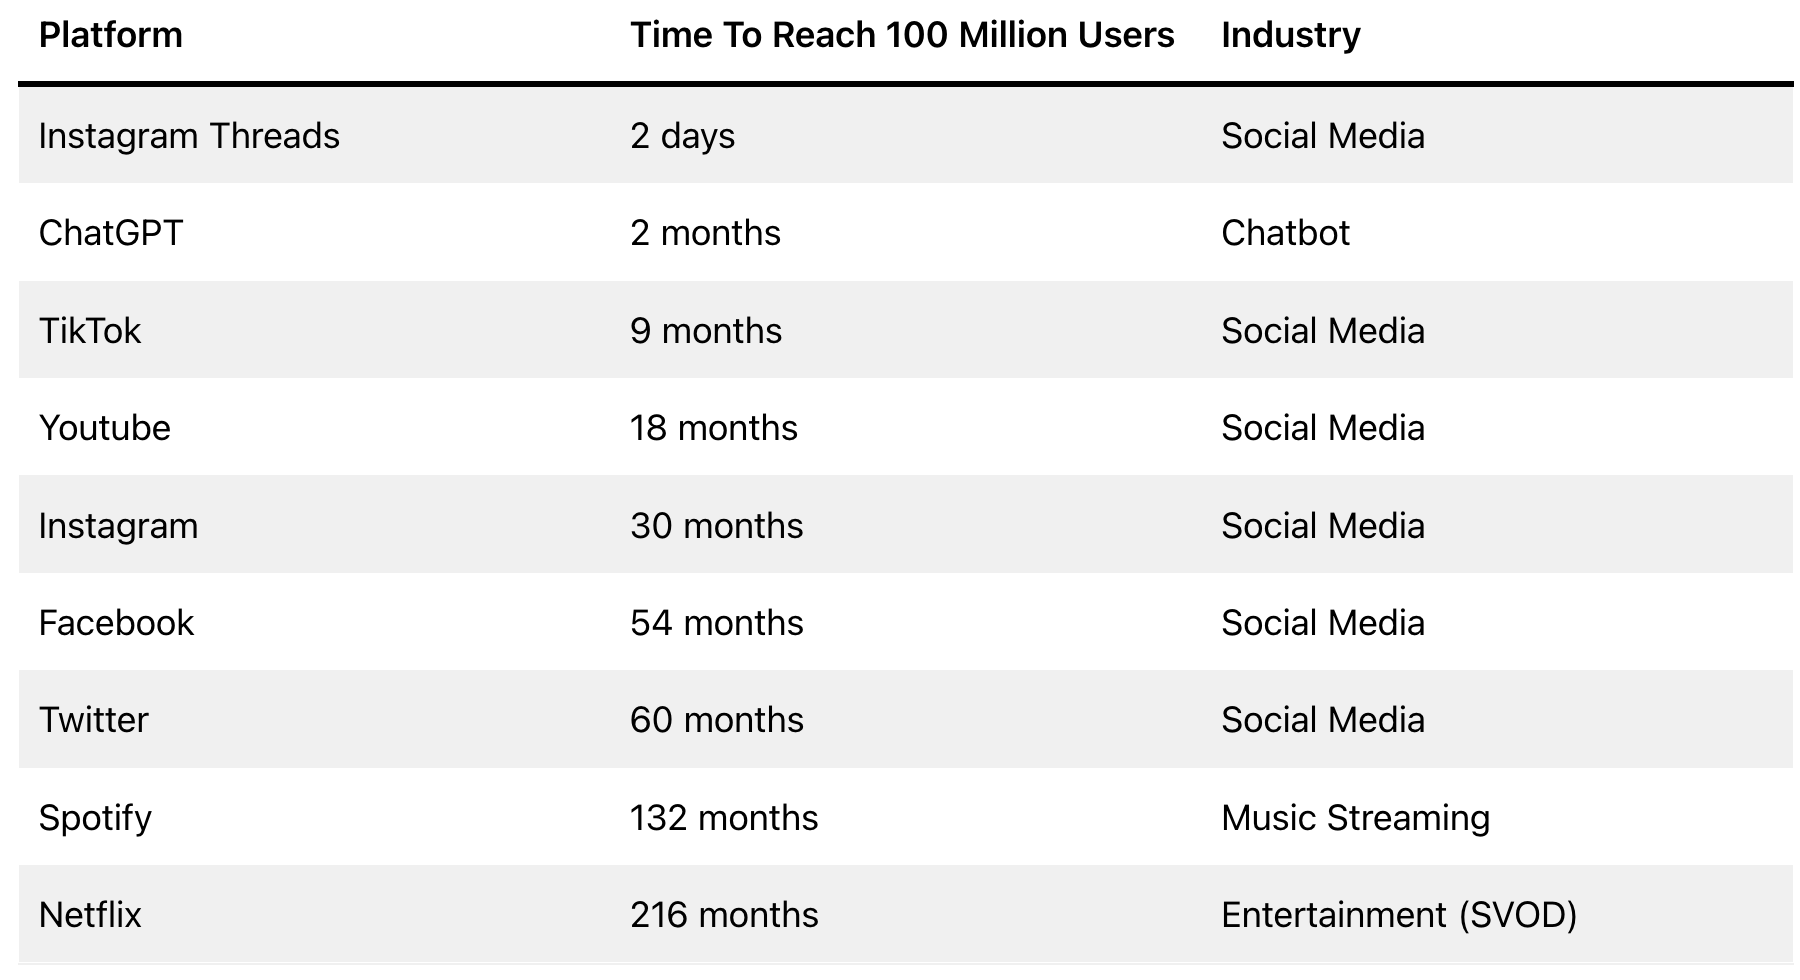 Platform Time To Reach 100 Million Users Industry
Instagram Threads 2 days Social Media
ChatGPT 2 months Chatbot
TikTok 9 months Social Media
Youtube 18 months Social Media
Instagram 30 months Social Media
Facebook 54 months Social Media
Twitter 60 months Social Media
Spotify 132 months Music Streaming
Netflix 216 months Entertainment (SVOD)